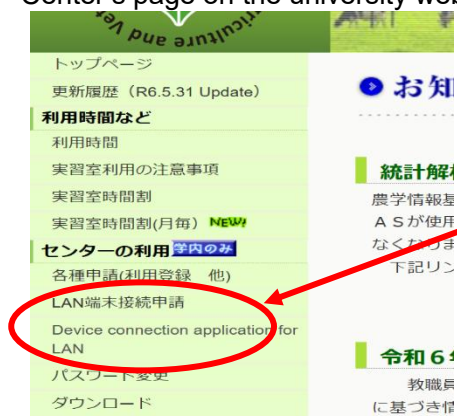 Center's page on the university web
riculture and Vet
トップページ
更新履歴（R6.5.31 Update）
お知
利用時間など
利用時間
実習室利用の注意事項
統計解
実習室時間割
農学情報基
実習室時間割(月毎) NEW!
ＡＳが使用
センターの利用 学内のみ
なくなりま
各種申請(利用登録　他)
下記リン
LAN端末接続申請
Device connection application for
LAN
令和６年
パスワード変更
教職員
ダウンロード
に基づき情